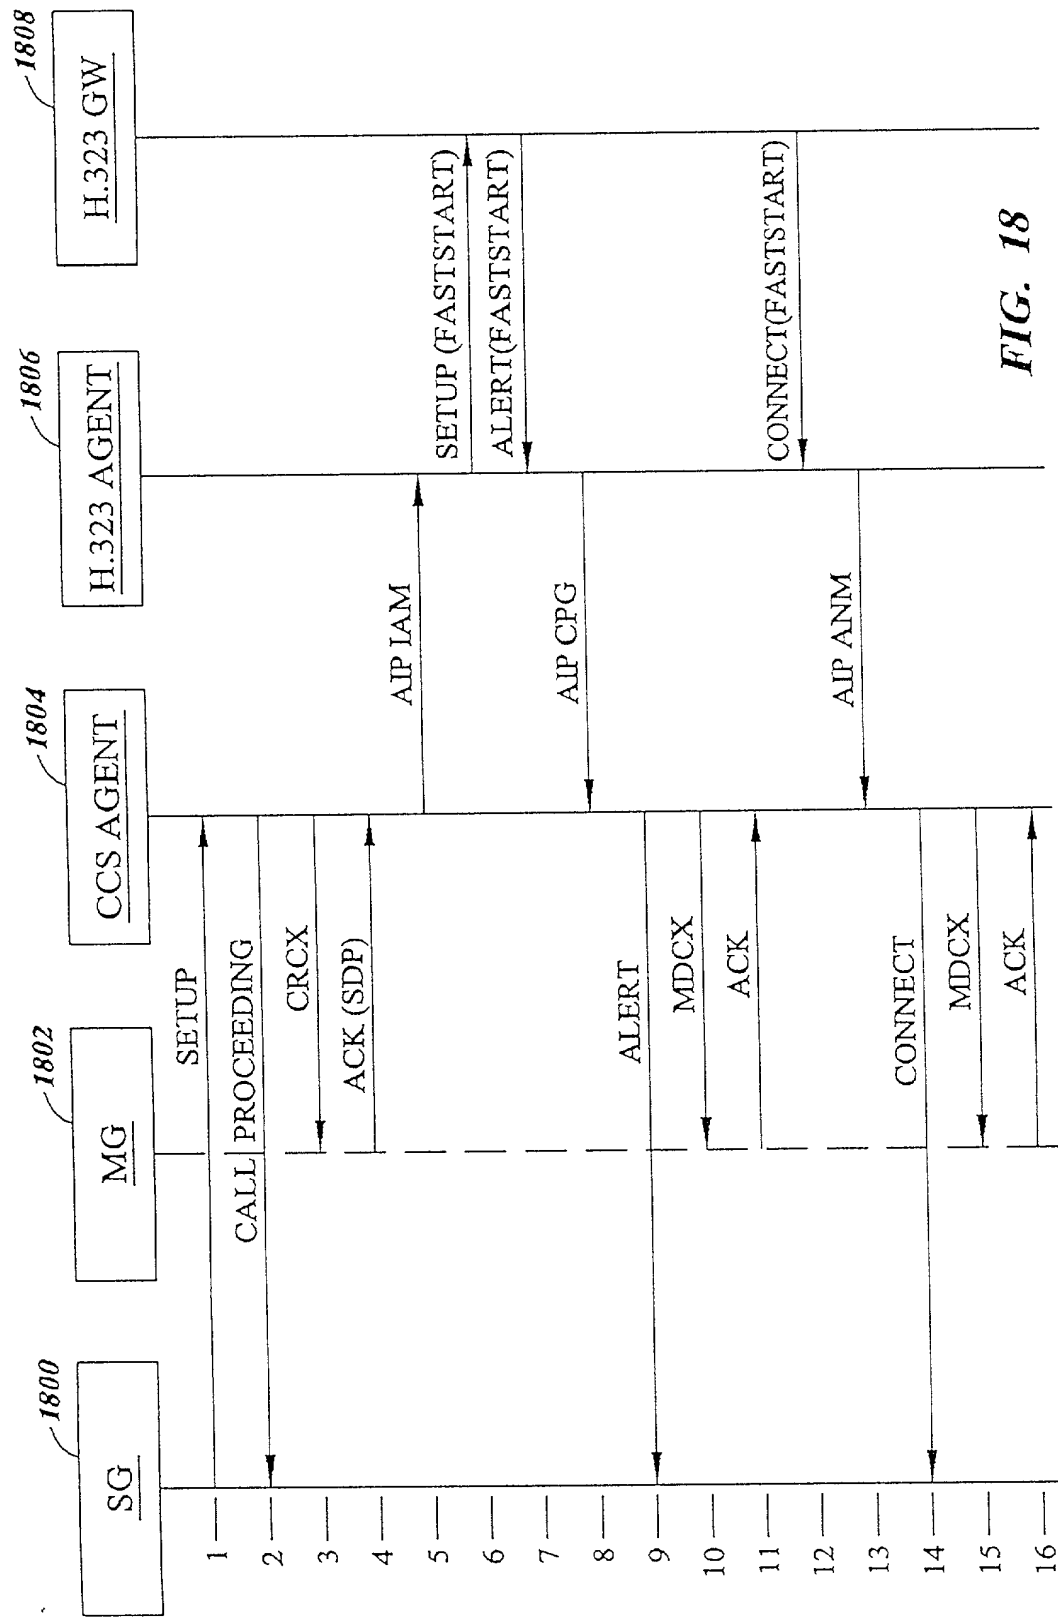 1800
SG
1802
MG
1804
CCS AGENT
1806
H.323 AGENT
1808
H.323 GW
1
SETUP
2
CALL PROCEEDING
3
CRCX
4
ACK (SDP)
5
AIP IAM
6
SETUP (FASTSTART)
7
ALERT(FASTSTART)
8
AIP CPG
9
ALERT
10
MDCX
11
ACK
12
CONNECT(FASTSTART)
13
AIP ANM
14
CONNECT
15
MDCX
16
ACK
FIG. 18